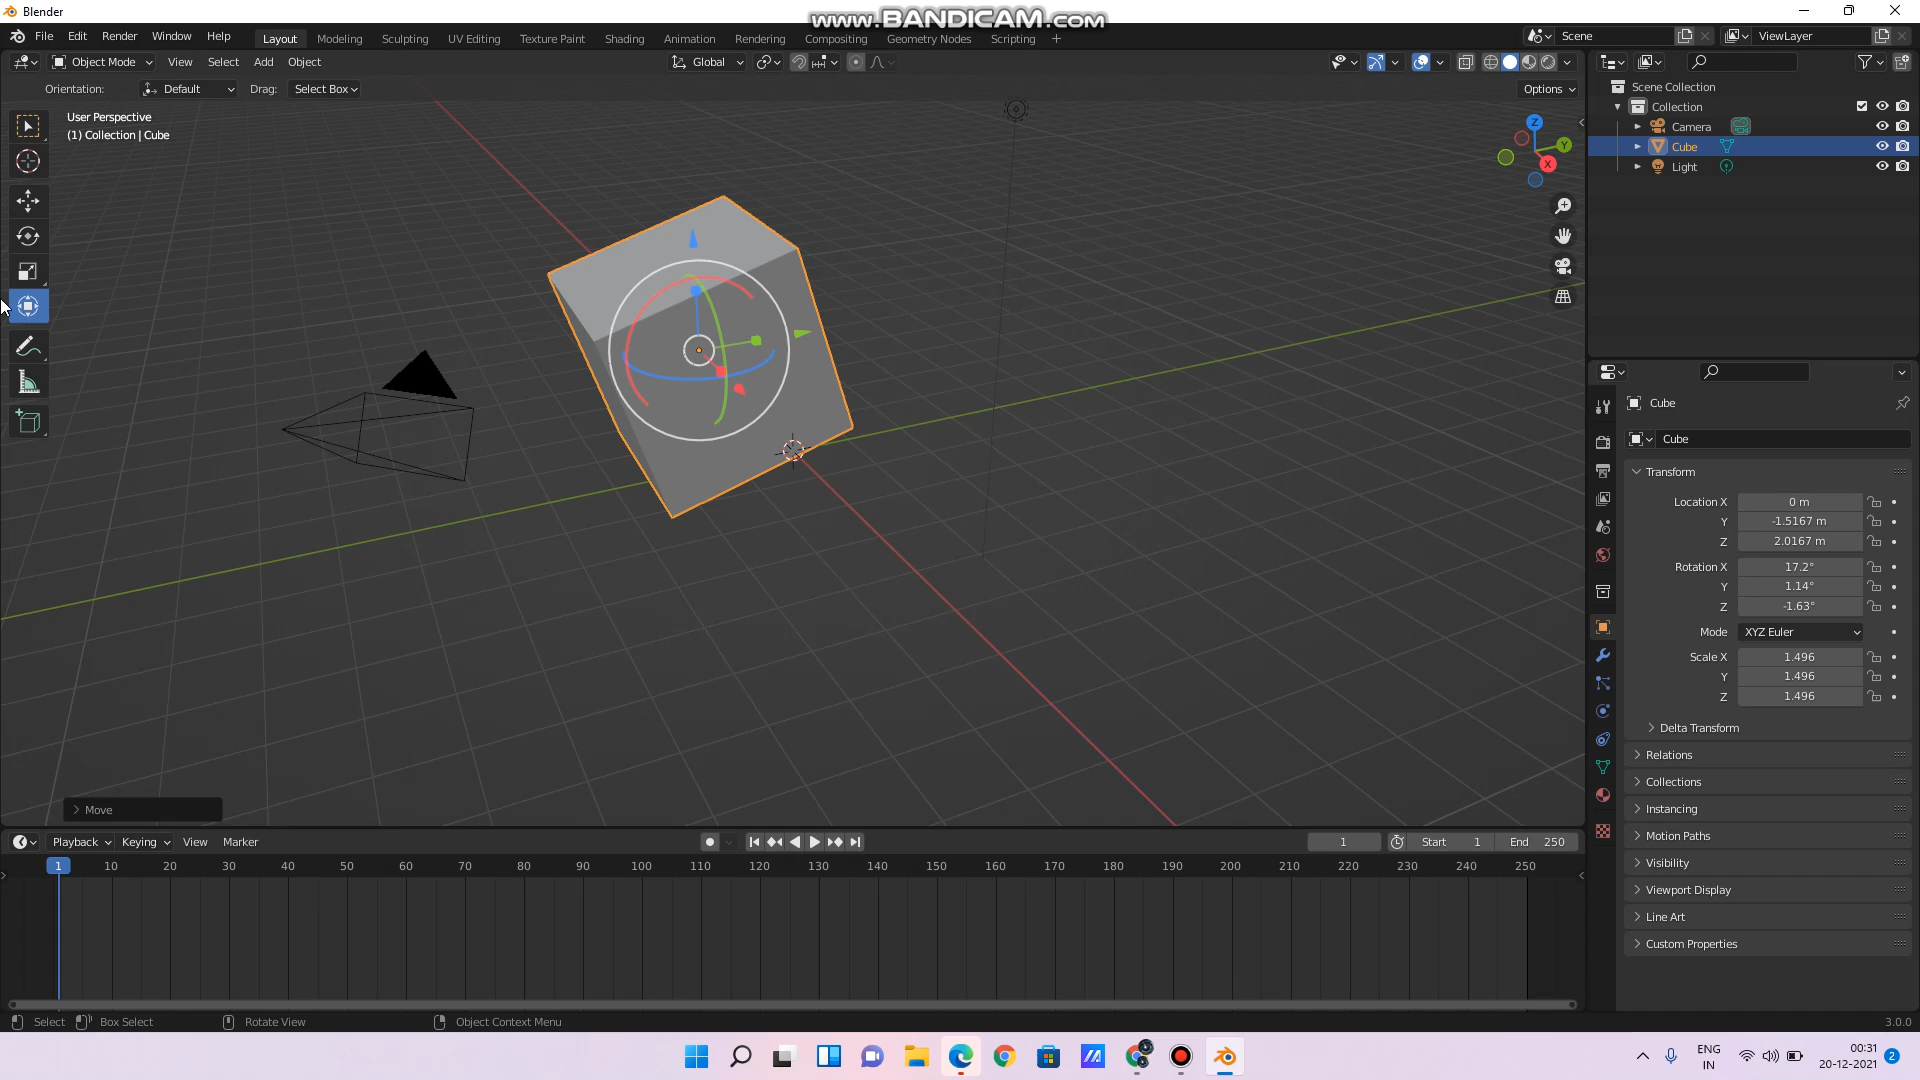 Blender
www.BANDICAM.com
File Edit Render Window Help
Layout Modeling Sculpting UV Editing Texture Paint Shading Animation Rendering Compositing Geometry Nodes Scripting +
Scene
ViewLayer
Object Mode View Select Add Object
Global
Orientation: Default Drag: Select Box
Options
User Perspective
(1) Collection | Cube
Z
Y
X
Scene Collection
Collection
Camera
Cube
Light
Cube
Cube
Transform
Location X 0 m
Y -1.5167 m
Z 2.0167 m
Rotation X 17.2°
Y 1.14°
Z -1.63°
Mode XYZ Euler
Scale X 1.496
Y 1.496
Z 1.496
Delta Transform
Relations
Collections
Instancing
Motion Paths
Visibility
Viewport Display
Line Art
Custom Properties
Move
Playback Keying View Marker
1 Start 1 End 250
1 10 20 30 40 50 60 70 80 90 100 110 120 130 140 150 160 170 180 190 200 210 220 230 240 250
Select Box Select Rotate View Object Context Menu
3.0.0
ENG
IN
00:31
20-12-2021
2